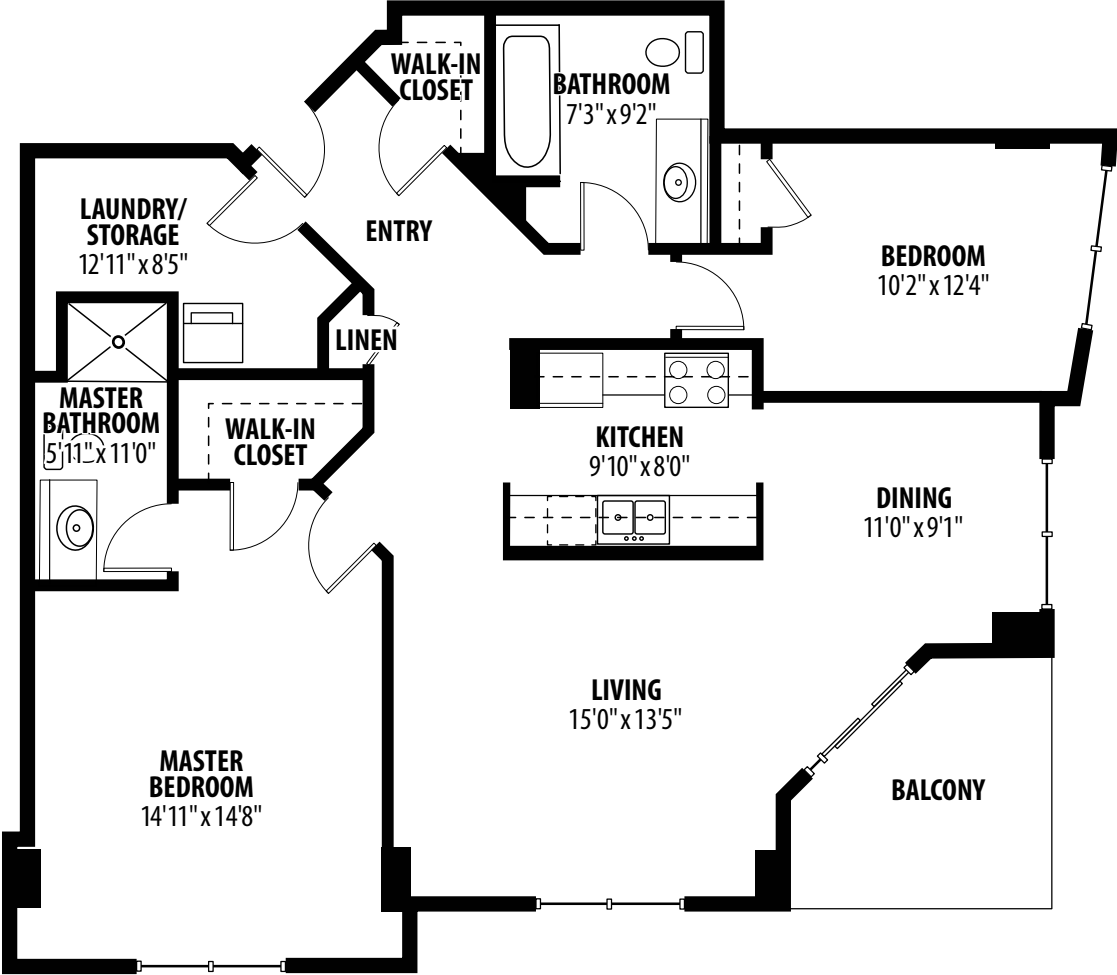 WALK-IN
CLOSET
BATHROOM
7'3" x 9'2"
LAUNDRY/
STORAGE
12'11" x 8'5"
ENTRY
BEDROOM
10'2" x 12'4"
LINEN
MASTER
BATHROOM
5'11" x 11'0"
WALK-IN
CLOSET
KITCHEN
9'10" x 8'0"
DINING
11'0" x 9'1"
LIVING
15'0" x 13'5"
MASTER
BEDROOM
14'11" x 14'8"
BALCONY